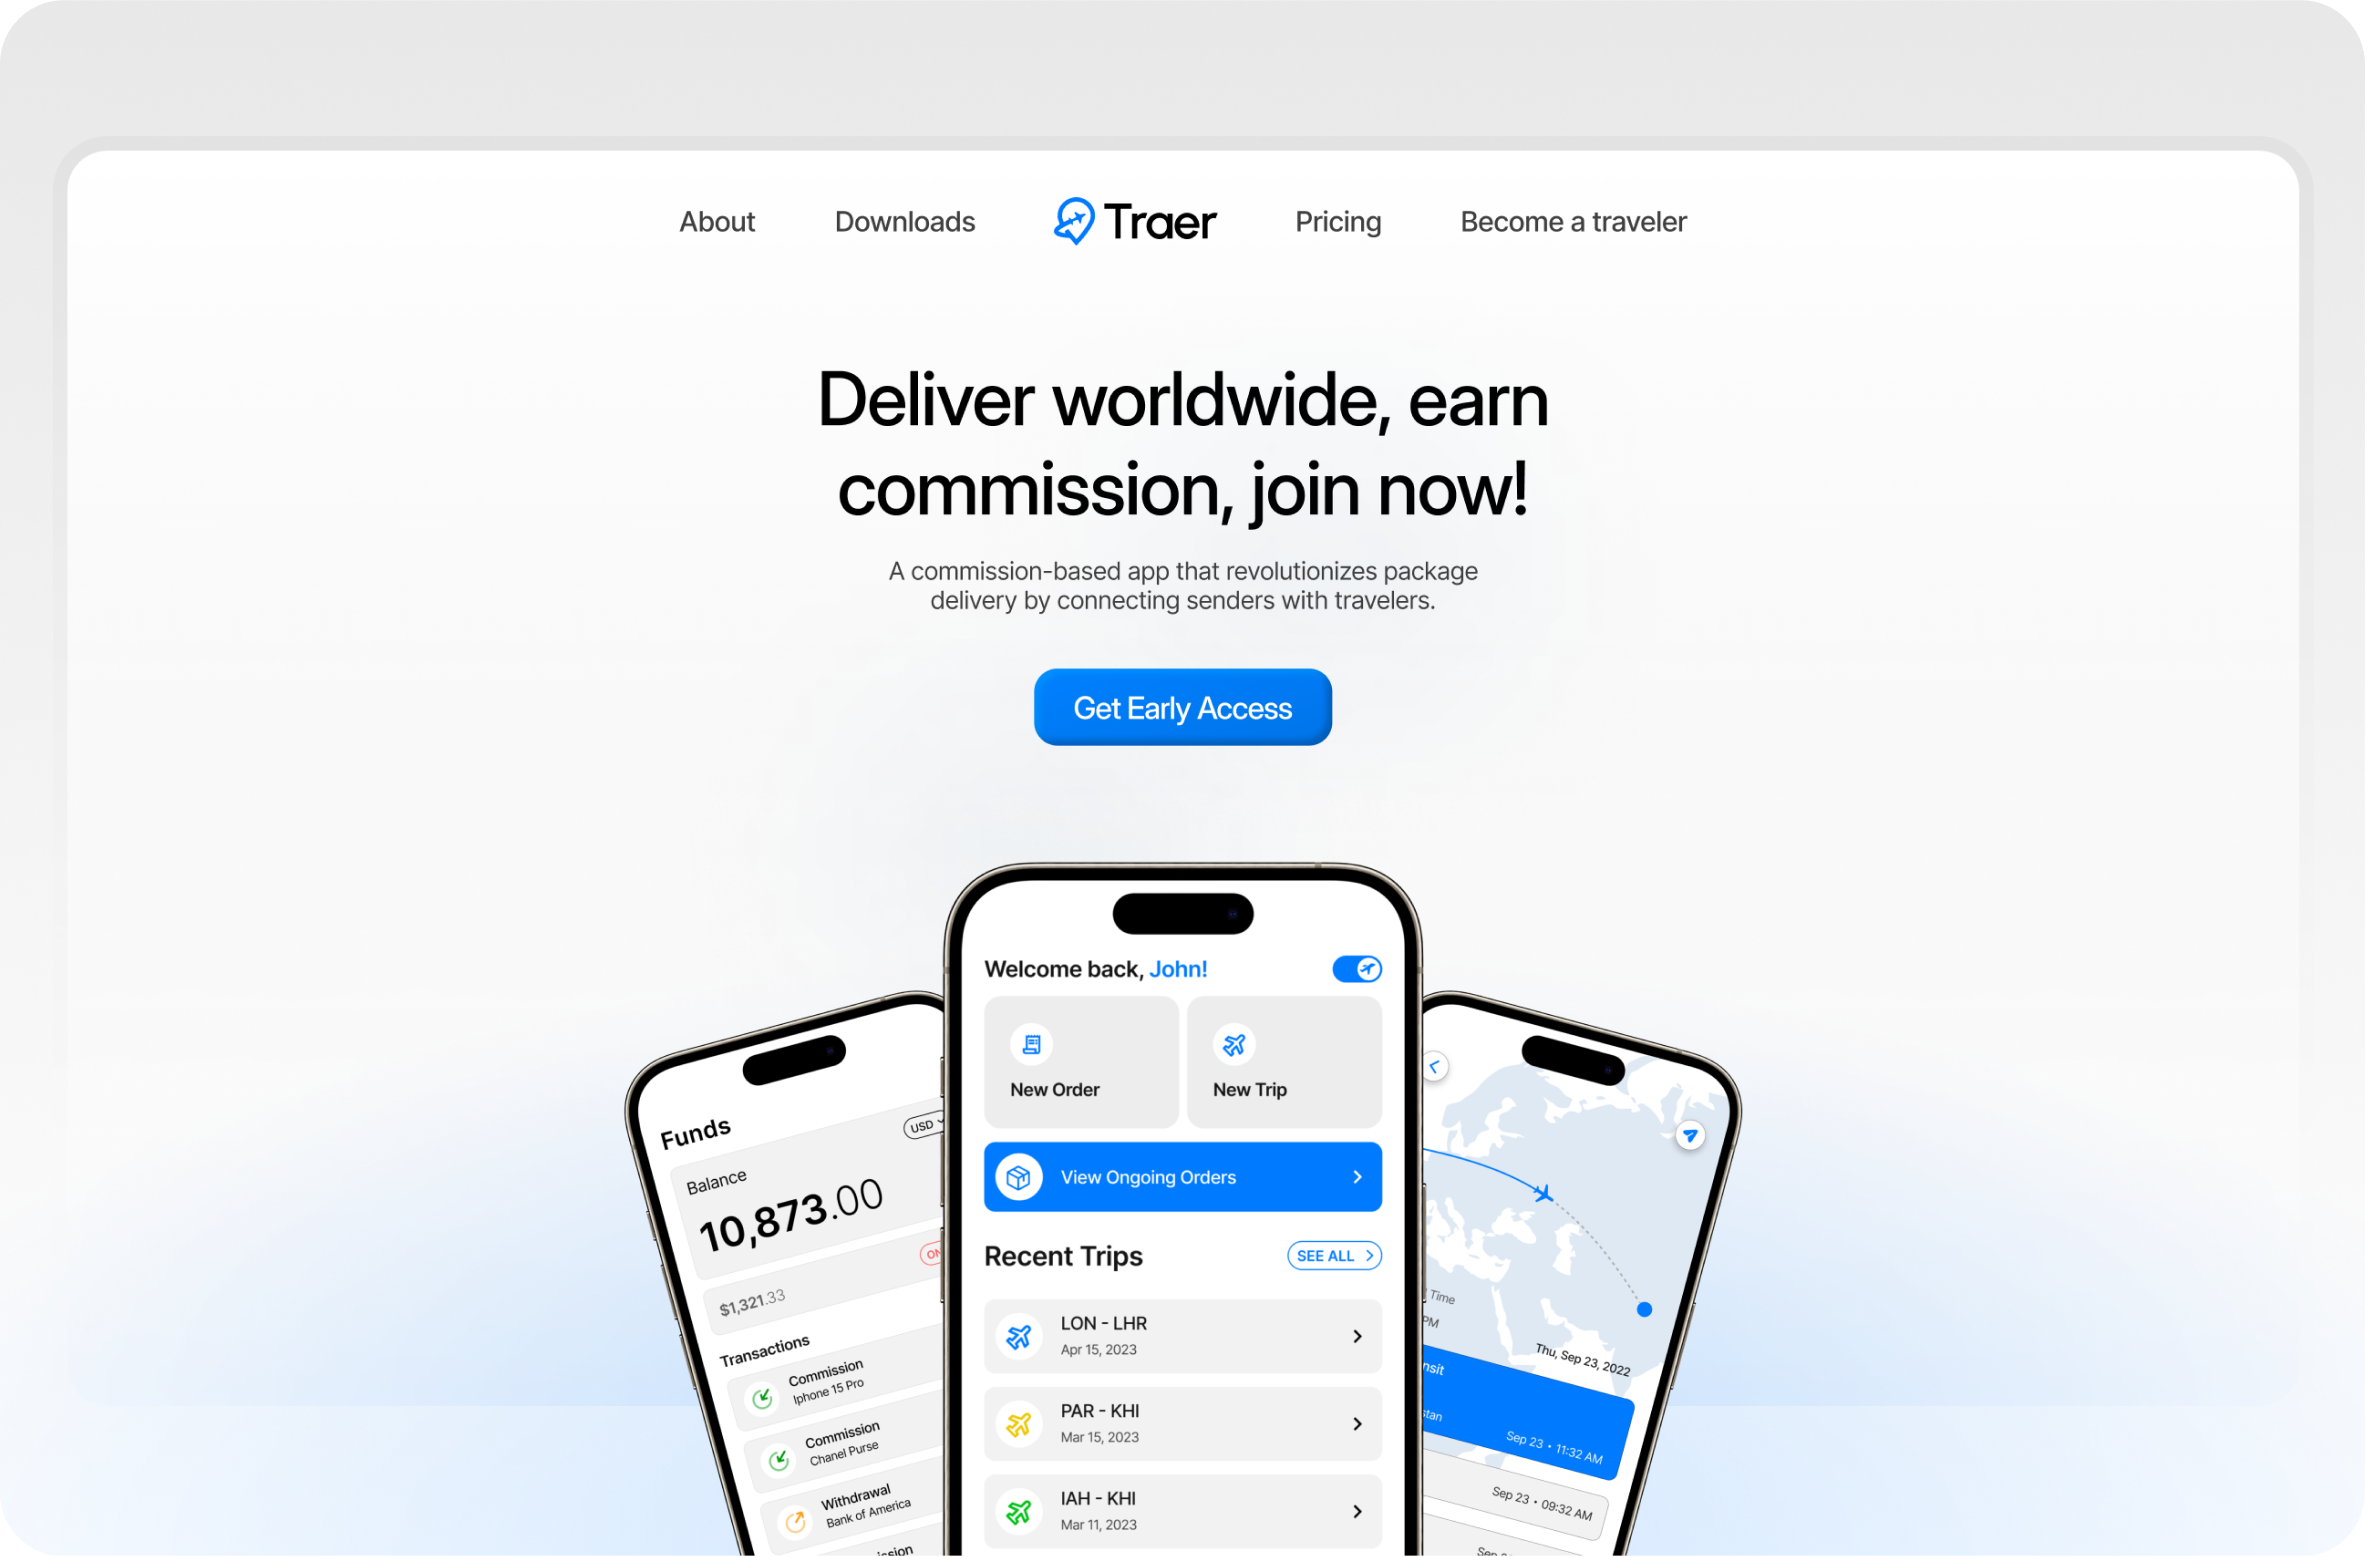 About
Downloads
Traer
Pricing
Become a traveler
Deliver worldwide, earn
commission, join now!
A commission-based app that revolutionizes package
delivery by connecting senders with travelers.
Get Early Access
Funds
USD
Balance
10,873.00
$1,321.33
Transactions
Commission
Iphone 15 Pro
Commission
Chanel Purse
Withdrawal
Bank of America
Welcome back, John!
New Order
New Trip
View Ongoing Orders
Recent Trips
SEE ALL
LON - LHR
Apr 15, 2023
PAR - KHI
Mar 15, 2023
IAH - KHI
Mar 11, 2023
Time
PM
Thu, Sep 23, 2022
Sep 23 • 11:32 AM
Sep 23 • 09:32 AM